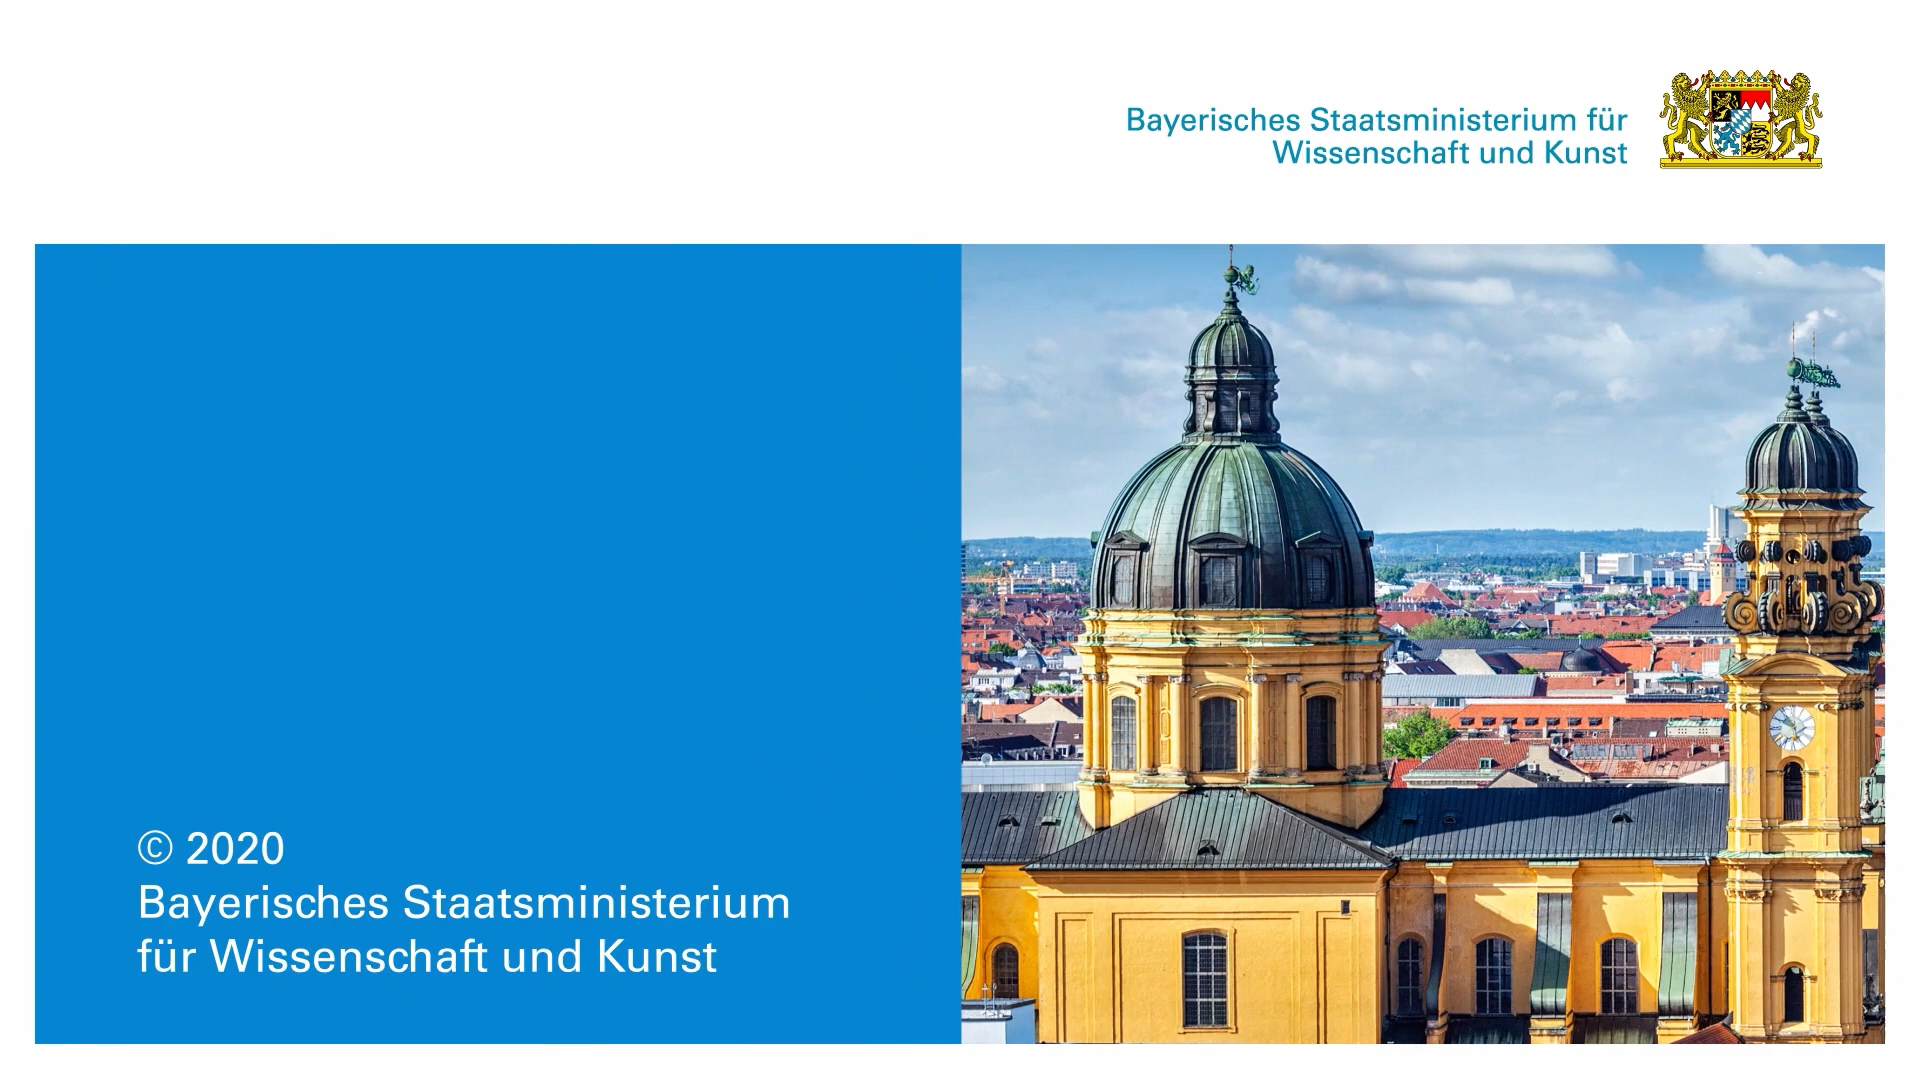 Bayerisches Staatsministerium für
Wissenschaft und Kunst
© 2020
Bayerisches Staatsministerium
für Wissenschaft und Kunst